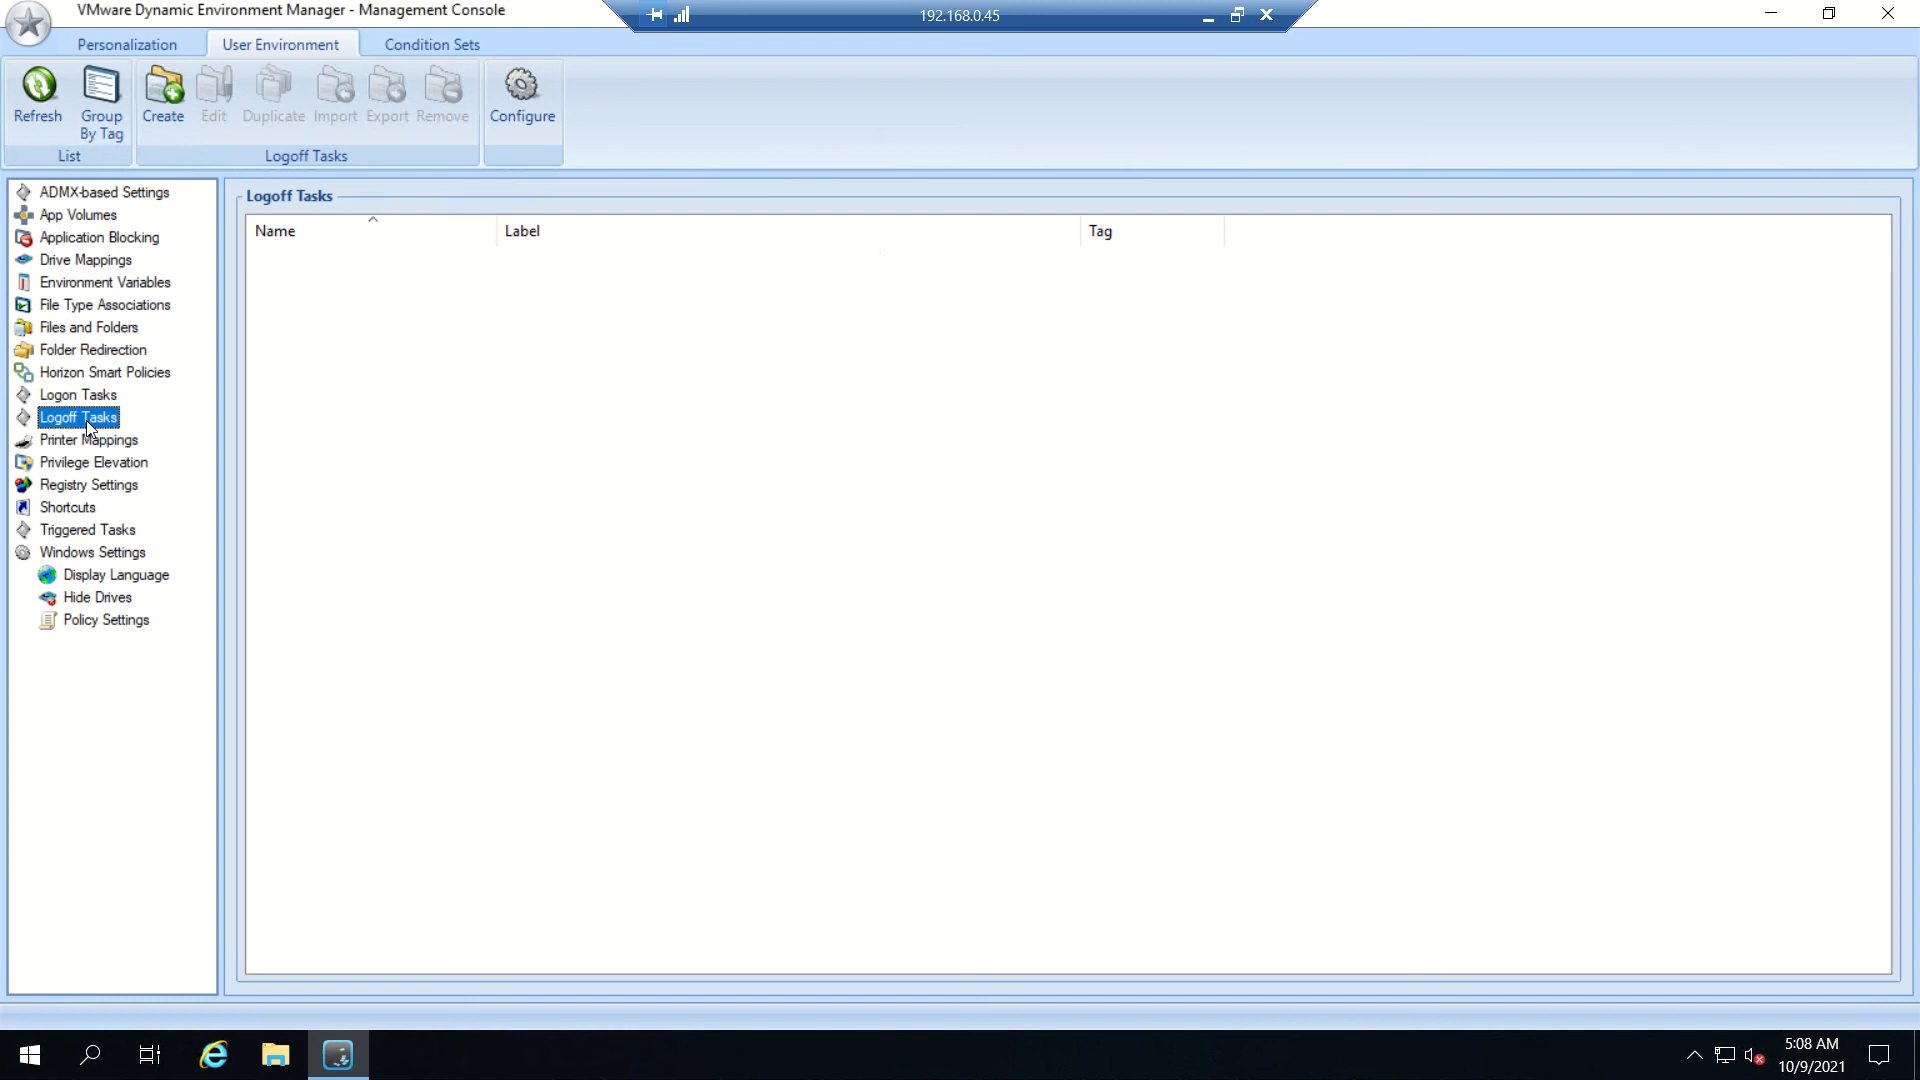 VMware Dynamic Environment Manager - Management Console
192.168.0.45
Personalization User Environment Condition Sets
Refresh Group By Tag Create Edit Duplicate Import Export Remove Configure
List Logoff Tasks
ADMX-based Settings
App Volumes
Application Blocking
Drive Mappings
Environment Variables
File Type Associations
Files and Folders
Folder Redirection
Horizon Smart Policies
Logon Tasks
Logoff Tasks
Printer Mappings
Privilege Elevation
Registry Settings
Shortcuts
Triggered Tasks
Windows Settings
Display Language
Hide Drives
Policy Settings
Logoff Tasks
Name Label Tag
5:08 AM
10/9/2021